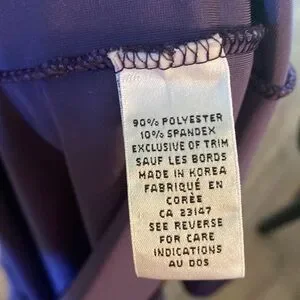 90% POLYESTER
10% SPANDEX
EXCLUSIVE OF TRIM
SAUF LES BORDS
MADE IN KOREA
FABRIQUÉ EN
CORÉE
CA 23147
SEE REVERSE
FOR CARE
INDICATIONS
AU DOS